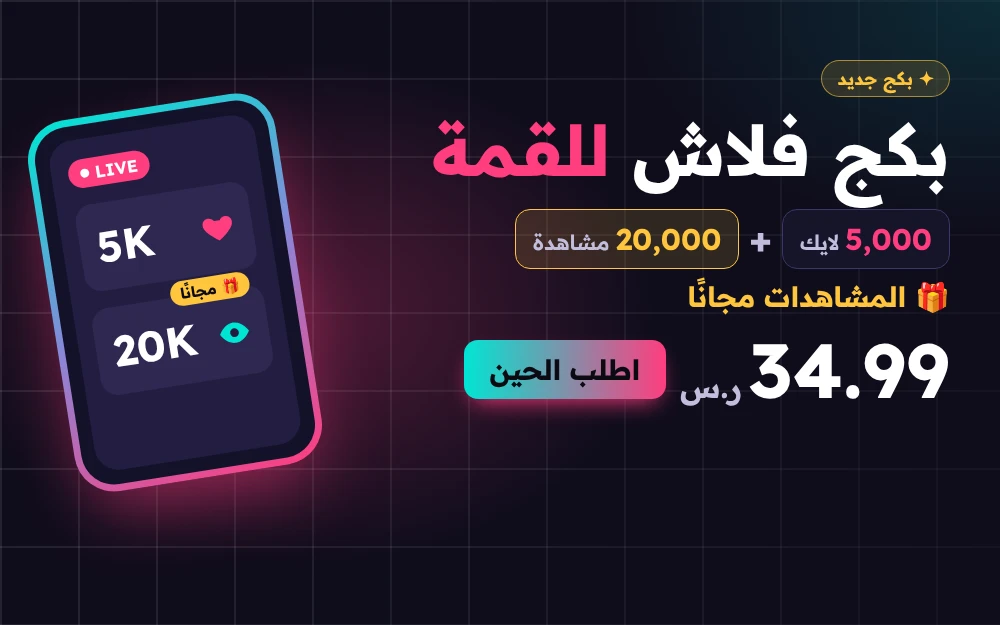 ✦ بكج جديد
بكج فلاش للقمة
5,000 لايك + 20,000 مشاهدة
🎁 المشاهدات مجانًا
34.99 ر.س
اطلب الحين
● LIVE
5K
🎁 مجانًا
20K